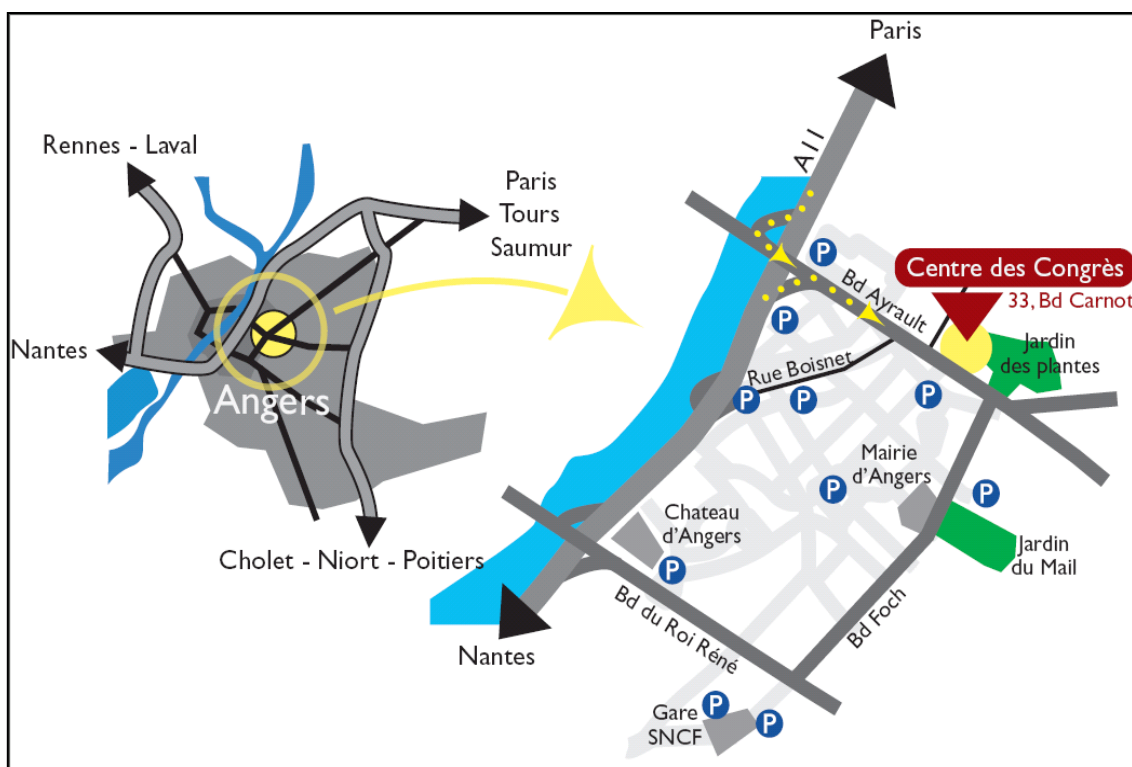 Rennes - Laval
Paris
Tours
Saumur
Nantes
Angers
Cholet - Niort - Poitiers
Paris
A11
P
Centre des Congrès
33, Bd Carnot
Bd Ayrault
P
Jardin
des plantes
Rue Boisnet
P
P
P
Mairie
d'Angers
P
P
Chateau
d'Angers
P
Jardin
du Mail
Bd Foch
Bd du Roi Réné
Nantes
Gare
SNCF
P
P